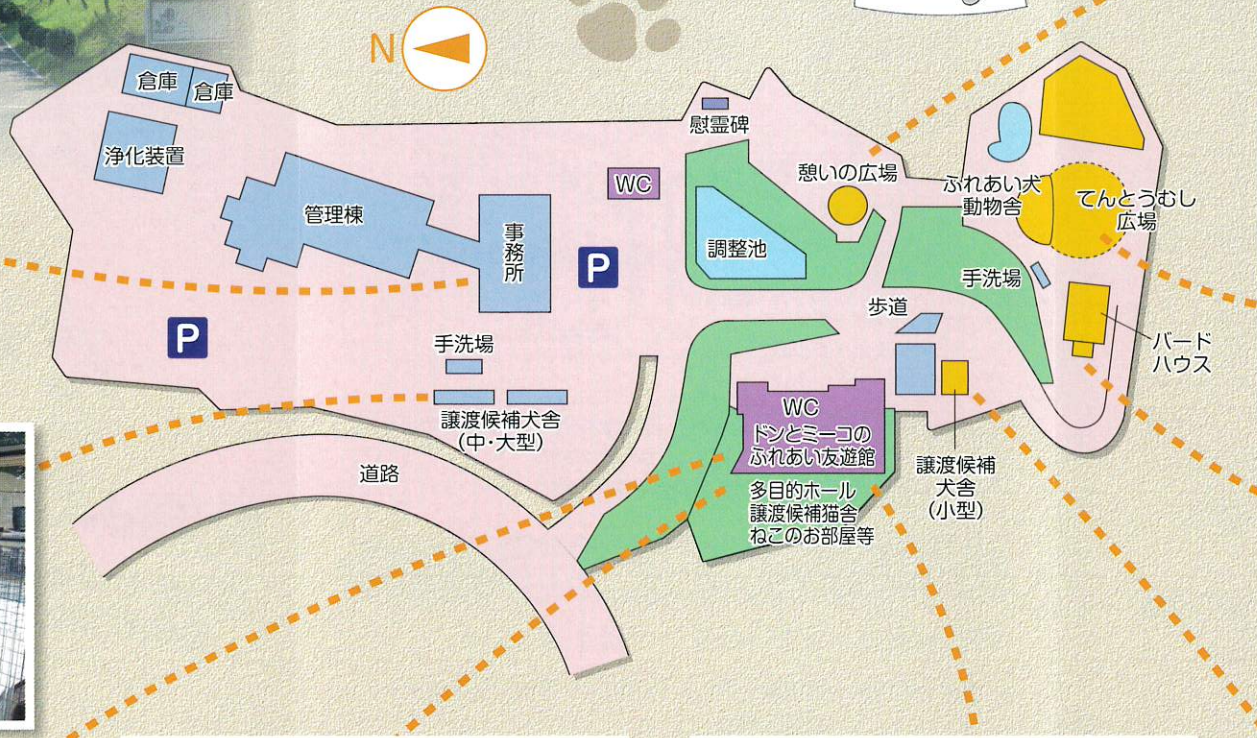 N
倉庫
倉庫
浄化装置
管理棟
事務所
WC
P
P
慰霊碑
調整池
憩いの広場
ふれあい犬
動物舎
てんとうむし
広場
手洗場
歩道
バード
ハウス
手洗場
譲渡候補犬舎
(中・大型)
道路
WC
ドンとミーコの
ふれあい友遊館
多目的ホール
譲渡候補猫舎
ねこのお部屋等
譲渡候補
犬舎
(小型)